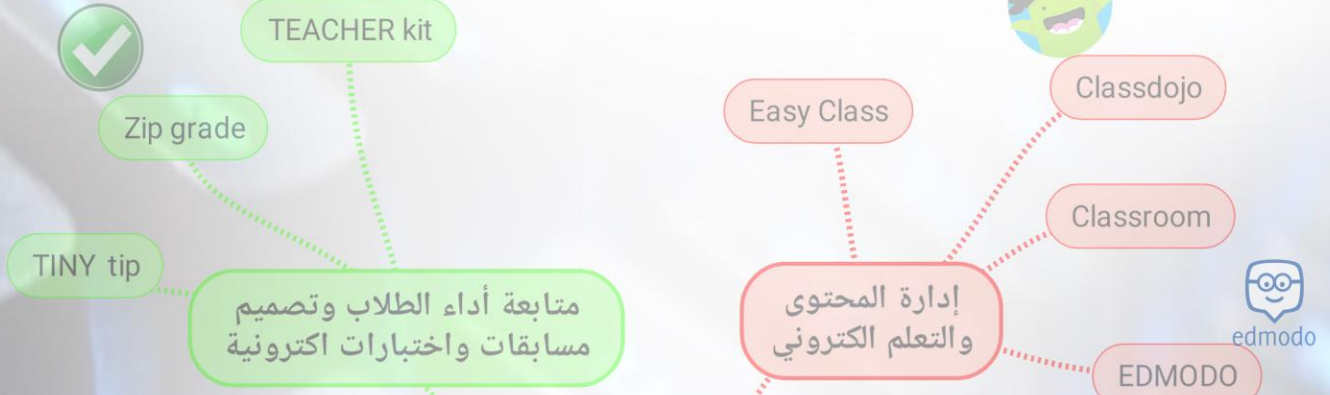 TEACHER kit
Zip grade
TINY tip
متابعة أداء الطلاب وتصميم
مسابقات واختبارات اكترونية
Easy Class
Classdojo
Classroom
إدارة المحتوى
والتعلم الكتروني
edmodo
EDMODO